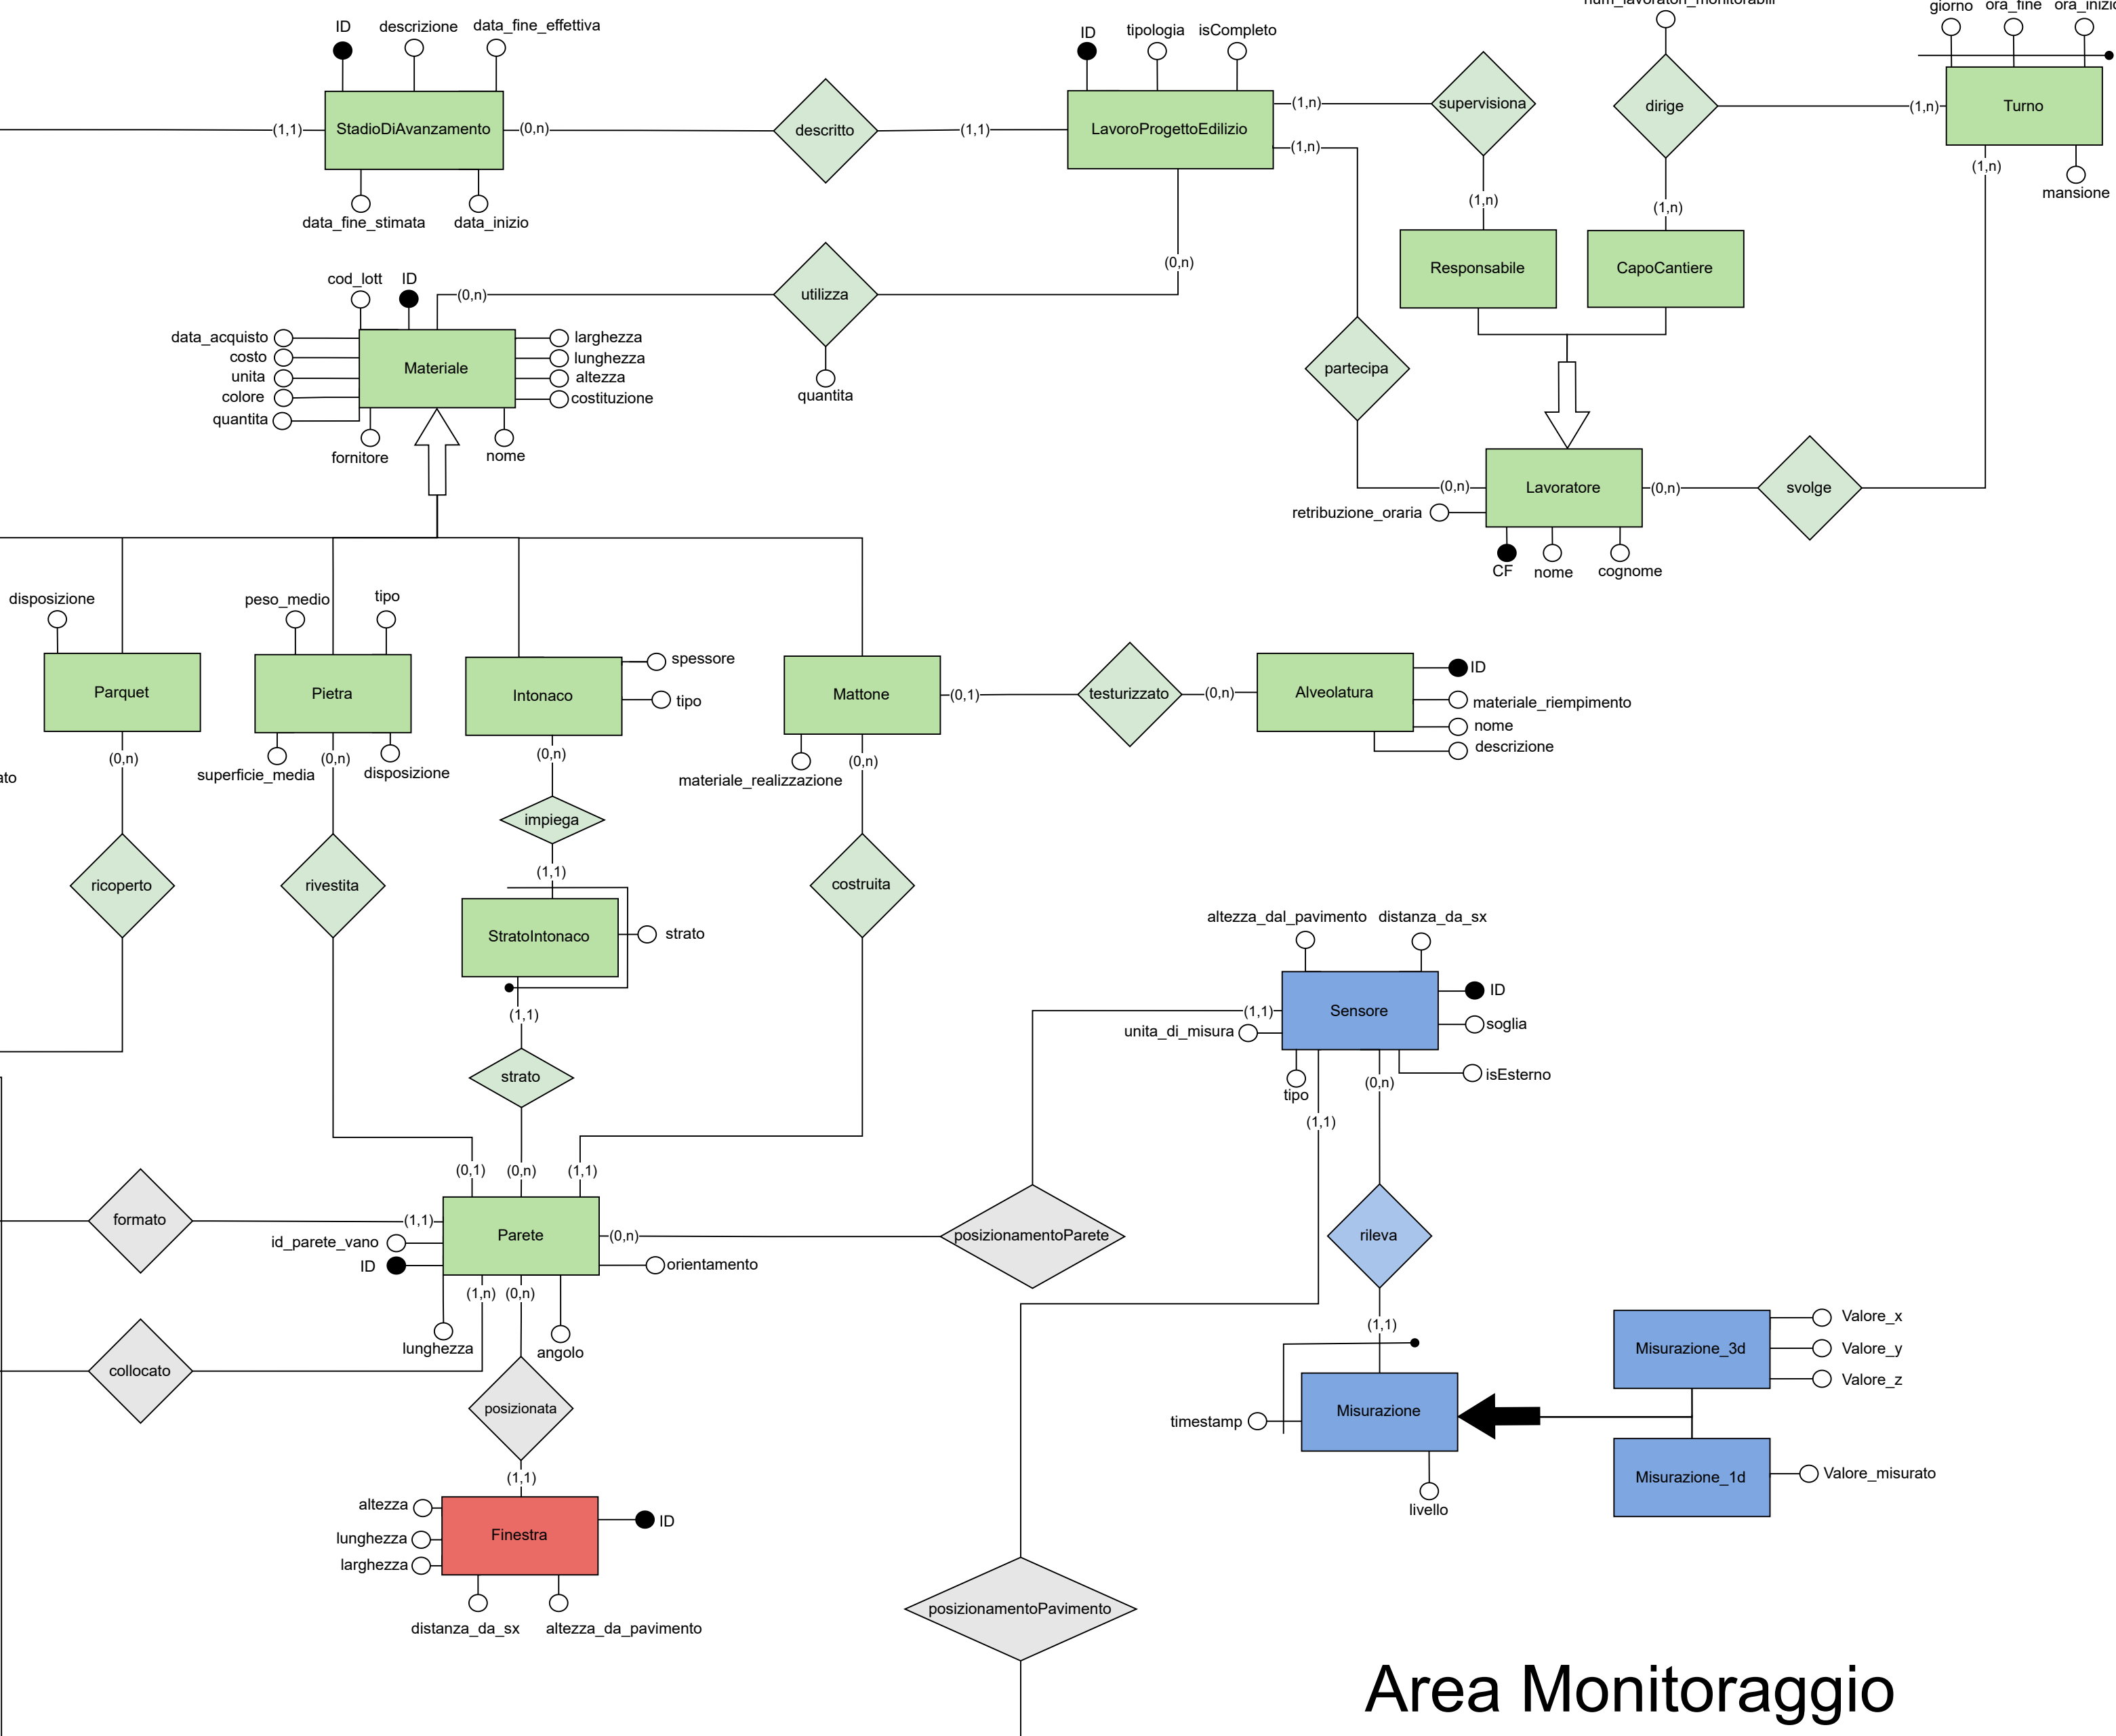 num_lavoratori_monitorabili
giorno
ora_fine
ora_inizio
ID
descrizione
data_fine_effettiva
ID
tipologia
isCompleto
StadioDiAvanzamento
(1,1)
(0,n)
descritto
(1,1)
LavoroProgettoEdilizio
(1,n)
supervisiona
dirige
(1,n)
Turno
(1,n)
(1,n)
mansione
data_fine_stimata
data_inizio
(1,n)
(1,n)
(0,n)
Responsabile
CapoCantiere
cod_lott
ID
(0,n)
utilizza
quantita
data_acquisto
costo
unita
colore
quantita
Materiale
larghezza
lunghezza
altezza
costituzione
fornitore
nome
partecipa
(0,n)
Lavoratore
(0,n)
svolge
retribuzione_oraria
CF
nome
cognome
disposizione
peso_medio
tipo
Parquet
Pietra
Intonaco
spessore
tipo
Mattone
(0,1)
testurizzato
(0,n)
Alveolatura
ID
materiale_riempimento
nome
descrizione
(0,n)
(0,n)
(0,n)
(0,n)
ato
superficie_media
disposizione
materiale_realizzazione
impiega
(1,1)
ricoperto
rivestita
costruita
StratoIntonaco
strato
(1,1)
strato
altezza_dal_pavimento
distanza_da_sx
Sensore
(1,1)
unita_di_misura
ID
soglia
isEsterno
tipo
(0,n)
(1,1)
(0,1)
(0,n)
(1,1)
formato
(1,1)
id_parete_vano
ID
Parete
(0,n)
orientamento
posizionamentoParete
rileva
(1,n)
(0,n)
lunghezza
angolo
collocato
posizionata
(1,1)
(1,1)
Misurazione_3d
Valore_x
Valore_y
Valore_z
timestamp
Misurazione
livello
Misurazione_1d
Valore_misurato
altezza
lunghezza
larghezza
Finestra
ID
distanza_da_sx
altezza_da_pavimento
posizionamentoPavimento
Area Monitoraggio